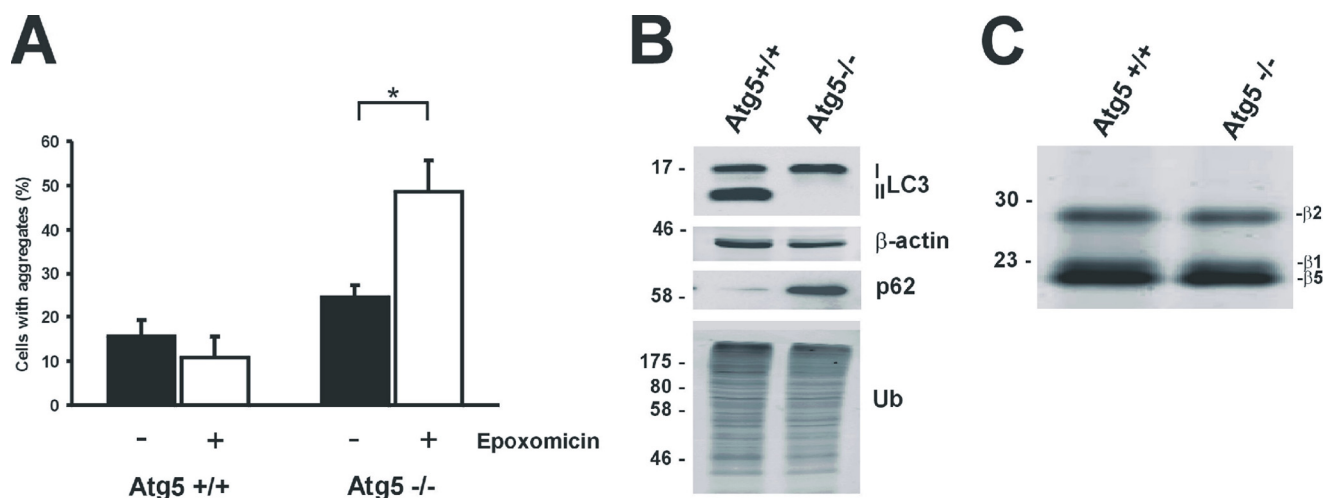 A
*
Cells with aggregates (%)
60
50
40
30
20
10
0
- + - + Epoxomicin
Atg5 +/+ Atg5 -/-
B
Atg5+/+ Atg5-/-
17 -
I
II LC3
46 -
β-actin
58 -
p62
175 -
80 -
58 -
46 -
Ub
C
Atg5 +/+ Atg5 -/-
30 -
23 -
-β2
-β1
-β5